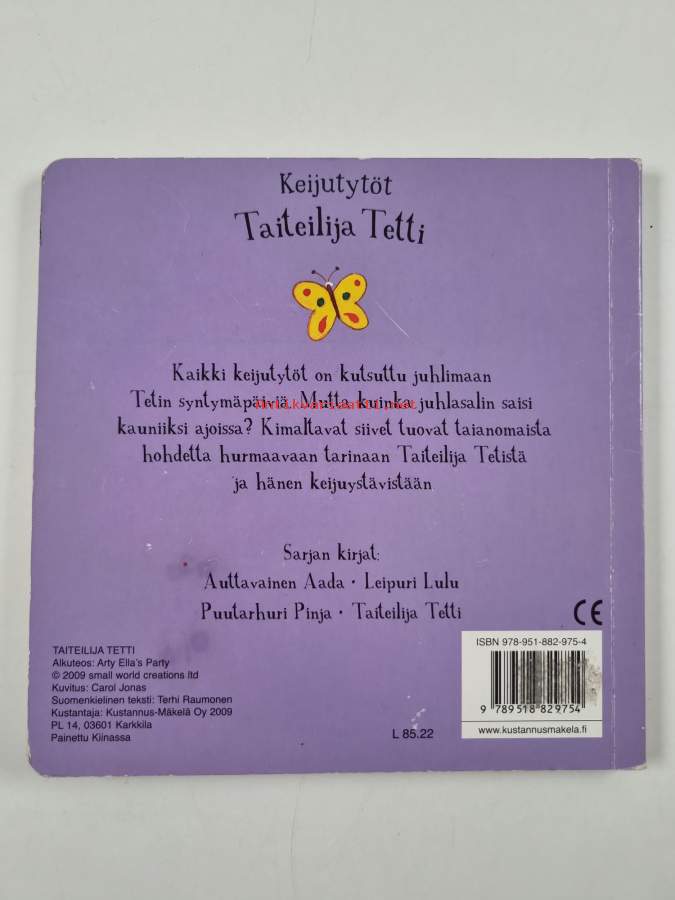 Keijutytöt
Taiteilija Tetti
Kaikki keijutytöt on kutsuttu juhlimaan
Tetin syntymäpäiviä. Mutta kuinka juhlasalin saisi
Antikvariaatti.net
kauniiksi ajoissa? Kimaltavat siivet tuovat taianomaista
hohdetta hurmaavaan tarinaan Taiteilija Tetistä
ja hänen keijuystävistään
Sarjan kirjat:
Auttavainen Aada · Leipuri Lulu
Puutarhuri Pinja · Taiteilija Tetti
CE
TAITEILIJA TETTI
Alkuteos: Arty Ella's Party
© 2009 small world creations ltd
Kuvitus: Carol Jonas
Suomenkielinen teksti: Terhi Raumonen
Kustantaja: Kustannus-Mäkelä Oy 2009
PL 14, 03601 Karkkila
Painettu Kiinassa
L 85.22
ISBN 978-951-882-975-4
9 789518 829754
www.kustannusmakela.fi